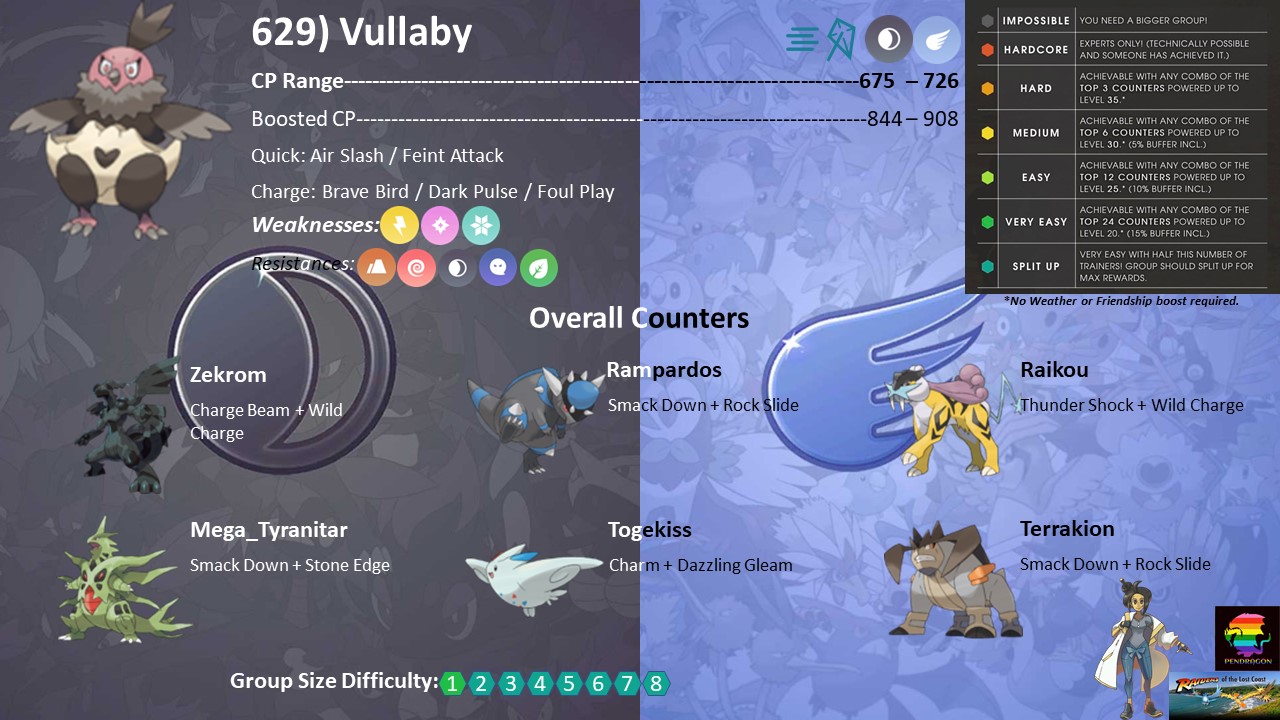 629) Vullaby
CP Range-----------------------------------------------------------------------------------675 – 726
Boosted CP---------------------------------------------------------------------------------844 – 908
Quick: Air Slash / Feint Attack
Charge: Brave Bird / Dark Pulse / Foul Play
Weaknesses:
Resistances:
IMPOSSIBLE YOU NEED A BIGGER GROUP!
HARDCORE EXPERTS ONLY! (TECHNICALLY POSSIBLE
AND SOMEONE HAS ACHIEVED IT.)
HARD ACHIEVABLE WITH ANY COMBO OF THE
TOP 3 COUNTERS POWERED UP TO
LEVEL 35.*
MEDIUM ACHIEVABLE WITH ANY COMBO OF THE
TOP 6 COUNTERS POWERED UP TO
LEVEL 30.* (5% BUFFER INCL.)
EASY ACHIEVABLE WITH ANY COMBO OF THE
TOP 12 COUNTERS POWERED UP TO
LEVEL 25.* (10% BUFFER INCL.)
VERY EASY ACHIEVABLE WITH ANY COMBO OF THE
TOP 24 COUNTERS POWERED UP TO
LEVEL 20.* (15% BUFFER INCL.)
SPLIT UP VERY EASY WITH HALF THIS NUMBER OF
TRAINERS! GROUP SHOULD SPLIT UP FOR
MAX REWARDS.
*No Weather or Friendship boost required.
Overall Counters
Zekrom
Charge Beam + Wild
Charge
Rampardos
Smack Down + Rock Slide
Raikou
Thunder Shock + Wild Charge
Mega_Tyranitar
Smack Down + Stone Edge
Togekiss
Charm + Dazzling Gleam
Terrakion
Smack Down + Rock Slide
Group Size Difficulty: 1 2 3 4 5 6 7 8
PENDRAGON
RAIDERS of the Lost Coast